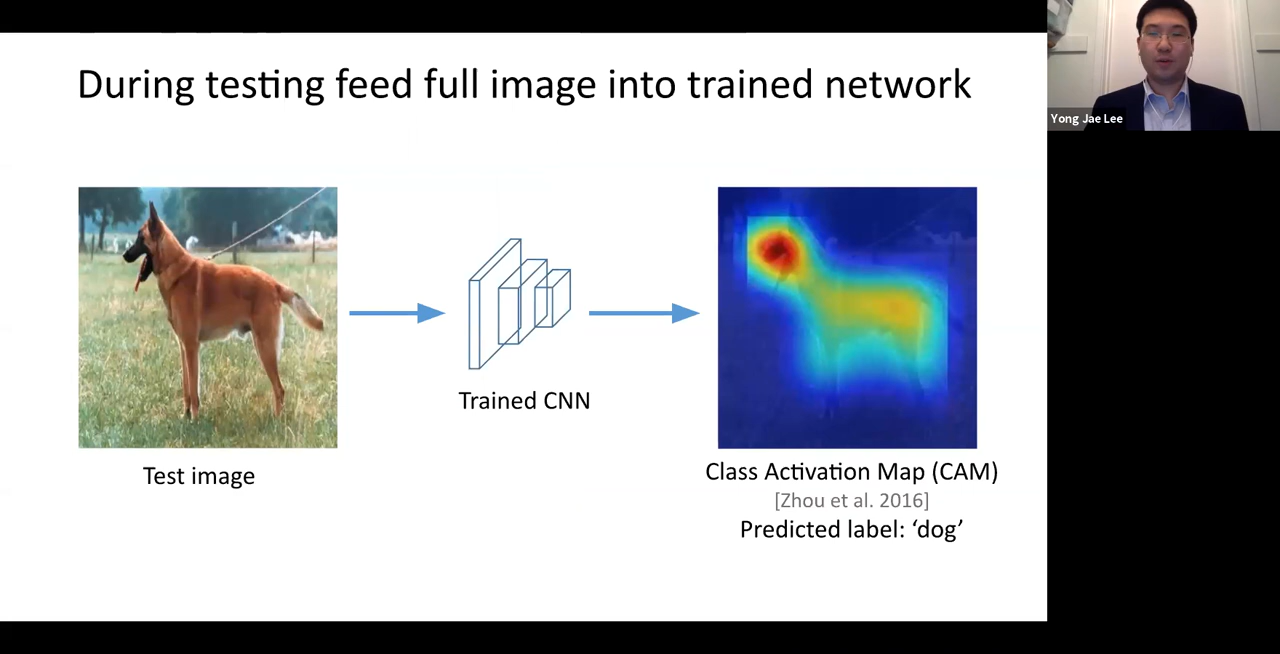 During testing feed full image into trained network
Yong Jae Lee
Trained CNN
Test image
Class Activation Map (CAM)
[Zhou et al. 2016]
Predicted label: ‘dog’